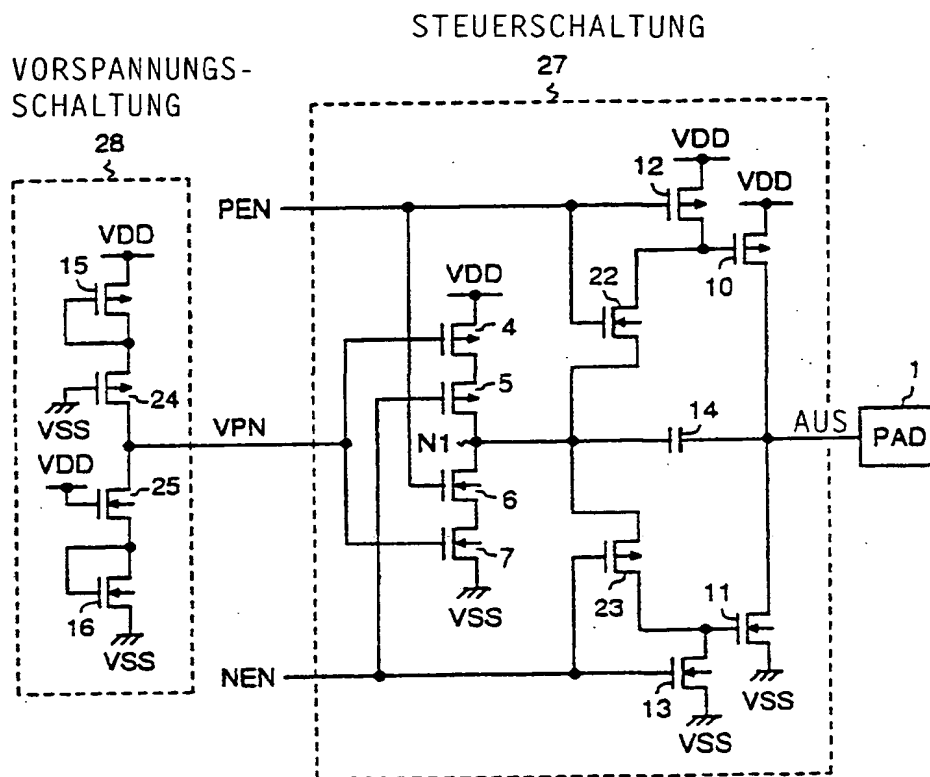 STEUERSCHALTUNG
27
VORSPANNUNGS-
SCHALTUNG
28
VDD
12
VDD
PEN
VDD
15
VDD
22
10
4
24
5
1
VSS
VPN
N1
14
AUS
PAD
VDD
25
6
7
23
11
16
VSS
VSS
VSS
NEN
13
VSS